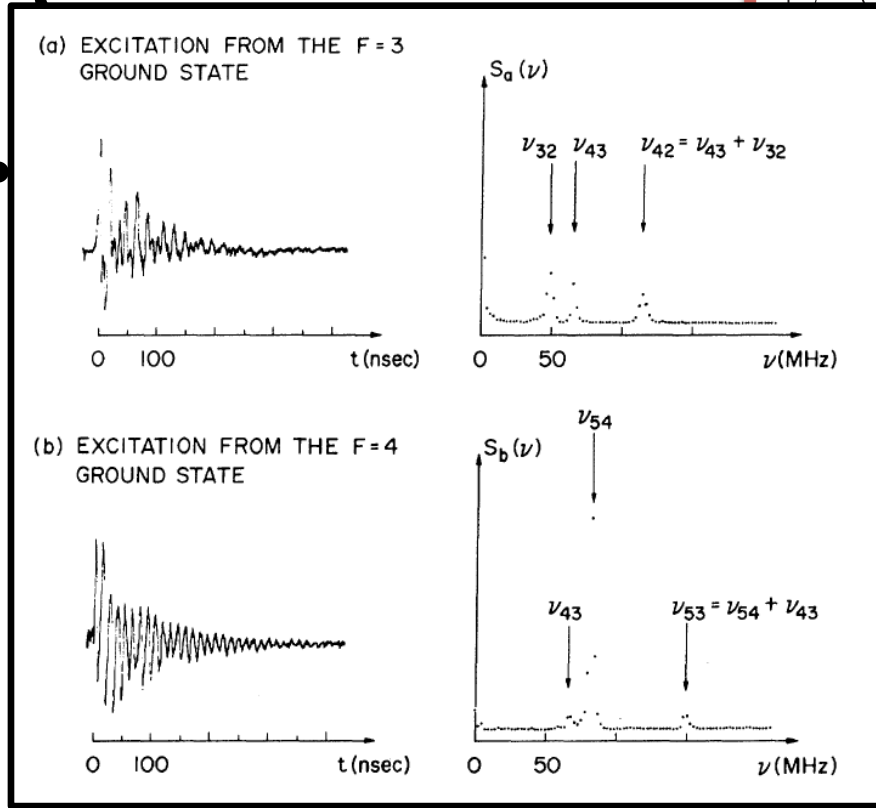 (a) EXCITATION FROM THE F = 3
GROUND STATE
S_a (ν)
ν_32 ν_43 ν_42 = ν_43 + ν_32
0 100 t (nsec)
0 50 ν (MHz)
(b) EXCITATION FROM THE F = 4
GROUND STATE
S_b (ν)
ν_54
ν_43 ν_53 = ν_54 + ν_43
0 100 t (nsec)
0 50 ν (MHz)